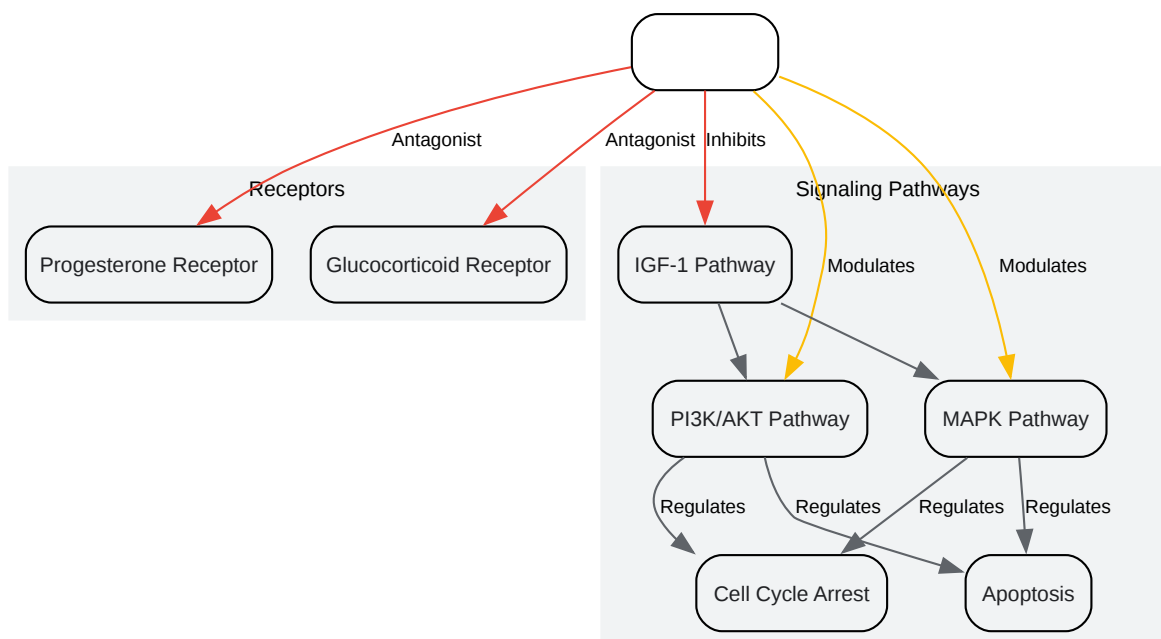 Antagonist
Antagonist
Inhibits
Receptors
Signaling Pathways
Progesterone Receptor
Glucocorticoid Receptor
IGF-1 Pathway
Modulates
Modulates
PI3K/AKT Pathway
MAPK Pathway
Regulates
Regulates
Regulates
Regulates
Cell Cycle Arrest
Apoptosis